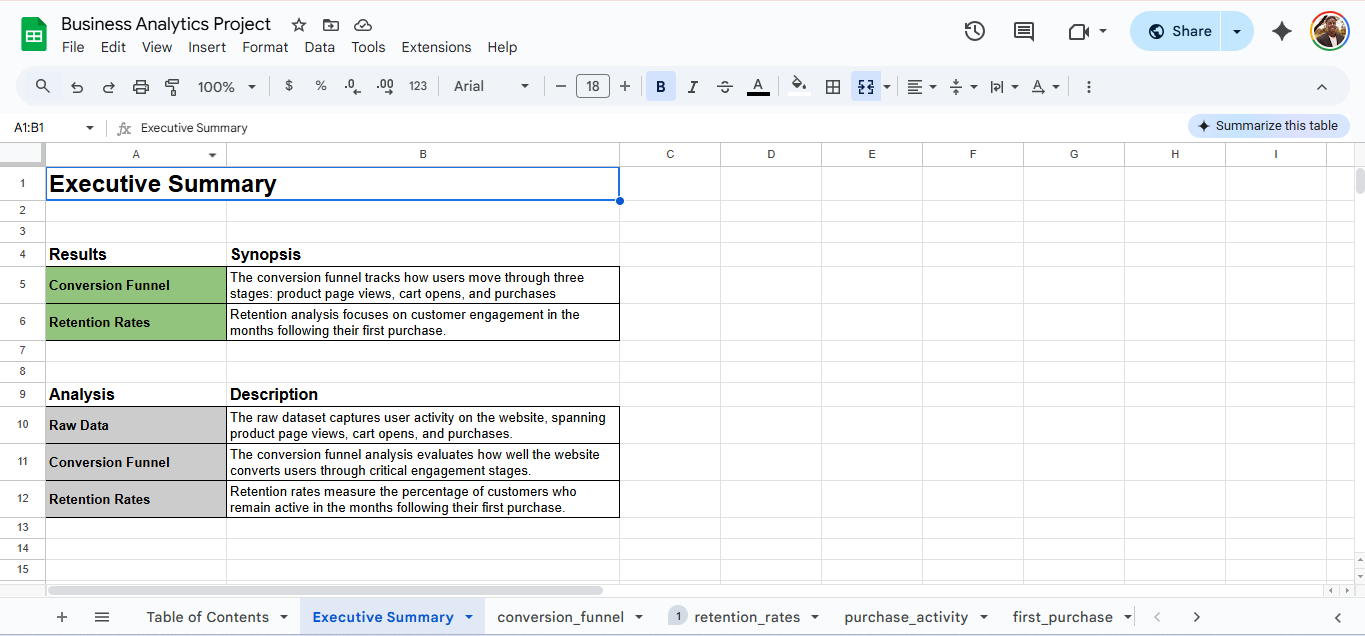 Business Analytics Project
File Edit View Insert Format Data Tools Extensions Help
Share
100% $ % .0 .00 123 Arial 18 B I S A A
A1:B1 fx Executive Summary
Summarize this table
A B C D E F G H I
1 Executive Summary
2
3
4 Results Synopsis
5 Conversion Funnel The conversion funnel tracks how users move through three
stages: product page views, cart opens, and purchases
6 Retention Rates Retention analysis focuses on customer engagement in the
months following their first purchase.
7
8
9 Analysis Description
10 Raw Data The raw dataset captures user activity on the website, spanning
product page views, cart opens, and purchases.
11 Conversion Funnel The conversion funnel analysis evaluates how well the website
converts users through critical engagement stages.
12 Retention Rates Retention rates measure the percentage of customers who
remain active in the months following their first purchase.
13
14
15
Table of Contents Executive Summary conversion_funnel 1 retention_rates purchase_activity first_purchase